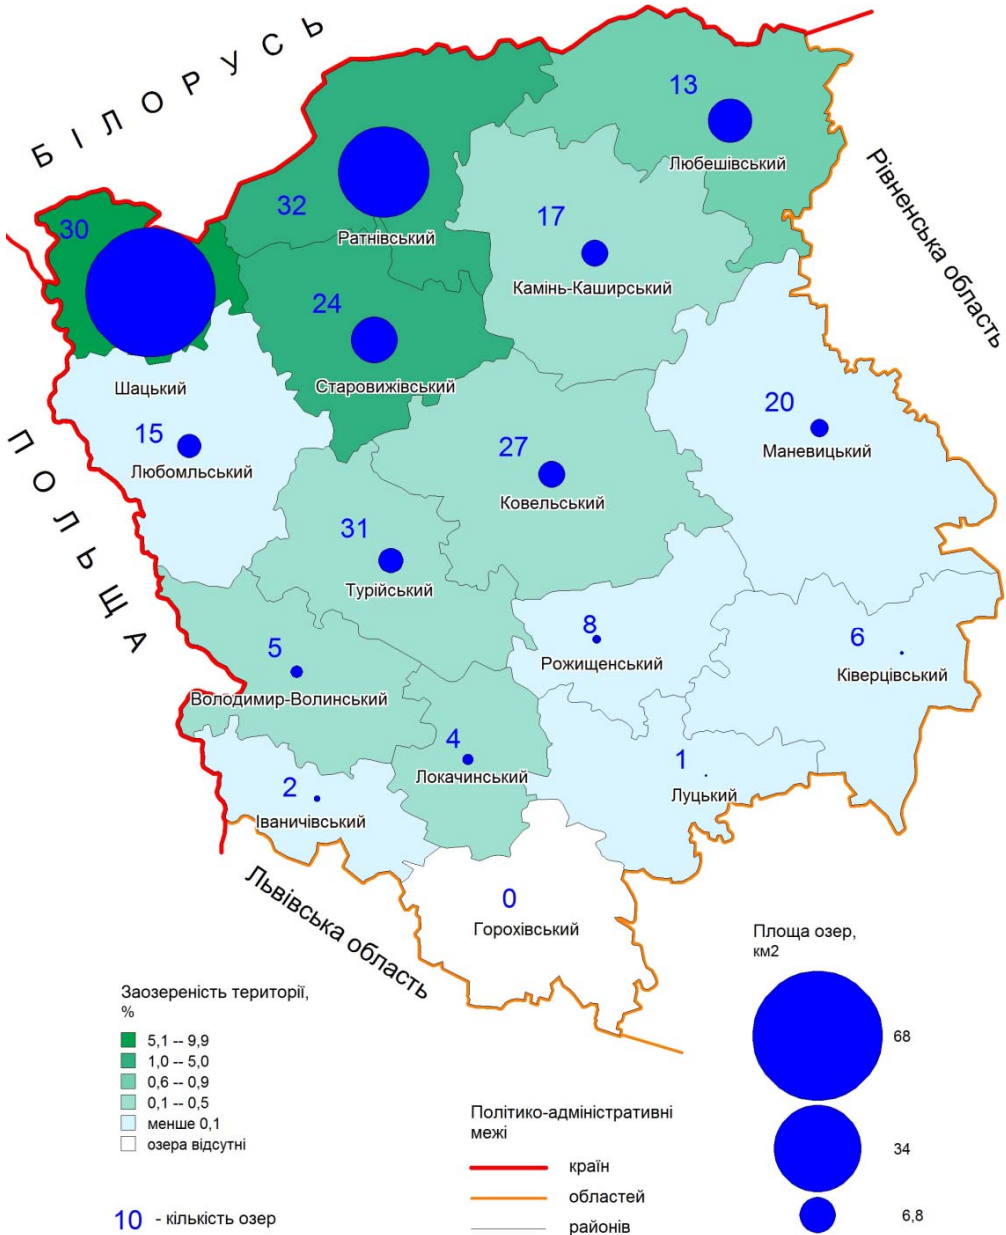 БІЛОРУСЬ
13
Любешівський
Рівненська область
30
32
Ратнівський
17
Камінь-Каширський
24
Старовижівський
Шацький
ПОЛЬЩА
15
Любомльський
20
Маневицький
27
Ковельський
31
Турійський
5
Володимир-Волинський
8
Рожищенський
6
Ківерцівський
4
Локачинський
1
Луцький
2
Іваничівський
Львівська область
0
Горохівський
Заозереність території,
%
5,1 -- 9,9
1,0 -- 5,0
0,6 -- 0,9
0,1 -- 0,5
менше 0,1
озера відсутні
10 - кількість озер
Політико-адміністративні
межі
країн
областей
районів
Площа озер,
км2
68
34
6,8